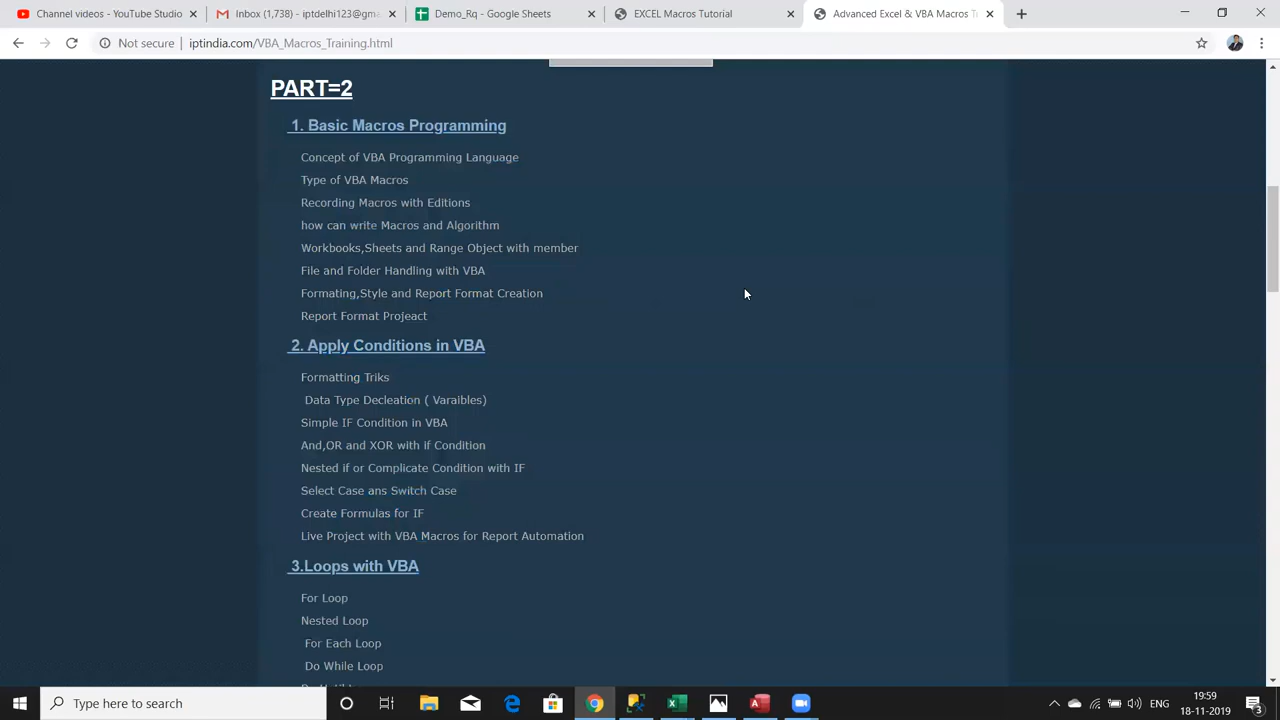 Channel videos - YouTube Studio
Inbox (1,738) - iptdelhi123@gm
Demo_Rq - Google Sheets
EXCEL Macros Tutorial
Advanced Excel & VBA Macros Tr
Not secure
iptindia.com/VBA_Macros_Training.html
PART=2
1. Basic Macros Programming
Concept of VBA Programming Language
Type of VBA Macros
Recording Macros with Editions
how can write Macros and Algorithm
Workbooks,Sheets and Range Object with member
File and Folder Handling with VBA
Formating,Style and Report Format Creation
Report Format Projeact
2. Apply Conditions in VBA
Formatting Triks
Data Type Decleation ( Varaibles)
Simple IF Condition in VBA
And,OR and XOR with if Condition
Nested if or Complicate Condition with IF
Select Case ans Switch Case
Create Formulas for IF
Live Project with VBA Macros for Report Automation
3.Loops with VBA
For Loop
Nested Loop
For Each Loop
Do While Loop
Type here to search
ENG
19:59
18-11-2019
3